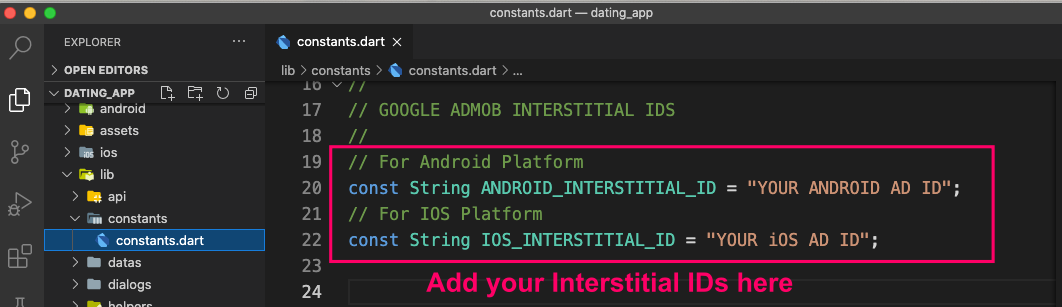 constants.dart — dating_app
EXPLORER
OPEN EDITORS
DATING_APP
android
assets
iOS
ios
lib
api
constants
constants.dart
datas
dialogs
helpers
constants.dart
lib > constants > constants.dart > ...
16 //
17 // GOOGLE ADMOB INTERSTITIAL IDS
18 //
19 // For Android Platform
20 const String ANDROID_INTERSTITIAL_ID = "YOUR ANDROID AD ID";
21 // For IOS Platform
22 const String IOS_INTERSTITIAL_ID = "YOUR iOS AD ID";
23
24
Add your Interstitial IDs here